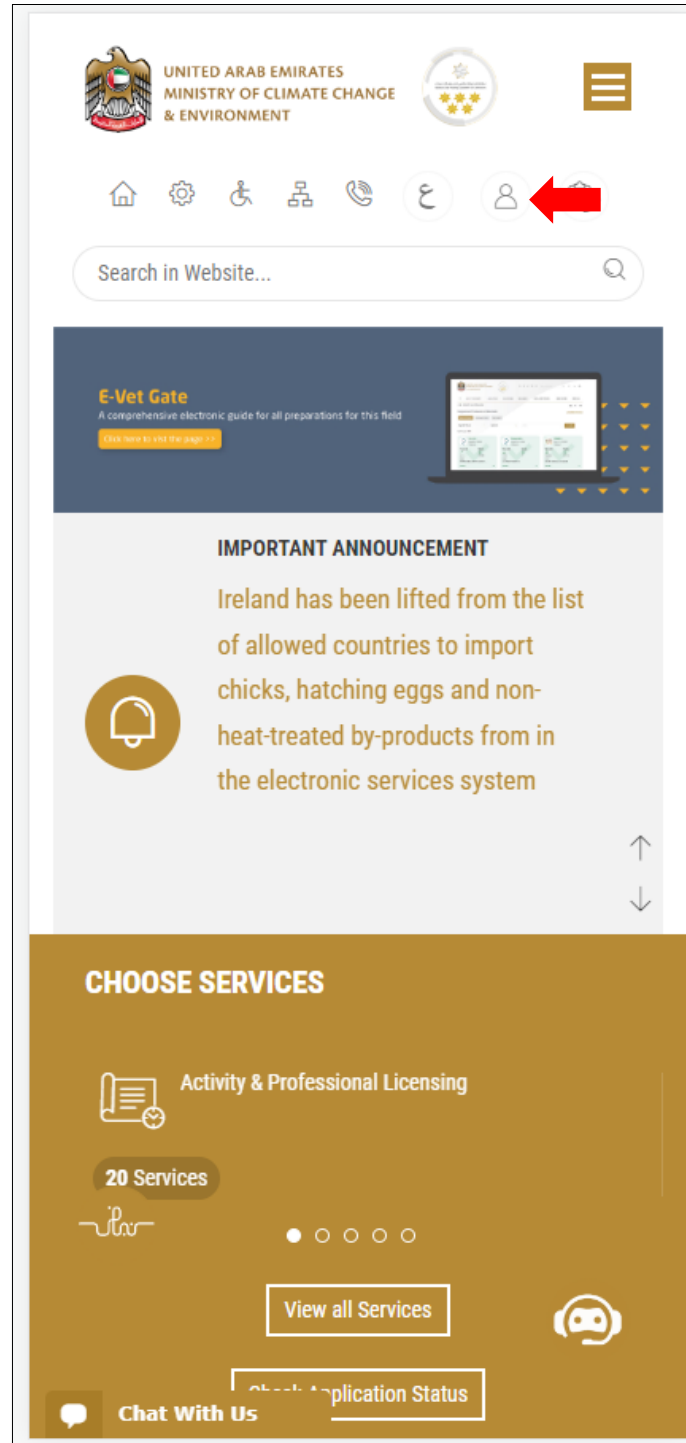 UNITED ARAB EMIRATES
MINISTRY OF CLIMATE CHANGE
& ENVIRONMENT
ع
Search in Website...
E-Vet Gate
A comprehensive electronic guide for all preparations for this field
Click here to visit the page >>
IMPORTANT ANNOUNCEMENT
Ireland has been lifted from the list
of allowed countries to import
chicks, hatching eggs and non-
heat-treated by-products from in
the electronic services system
CHOOSE SERVICES
Activity & Professional Licensing
20 Services
View all Services
Check Application Status
Chat With Us